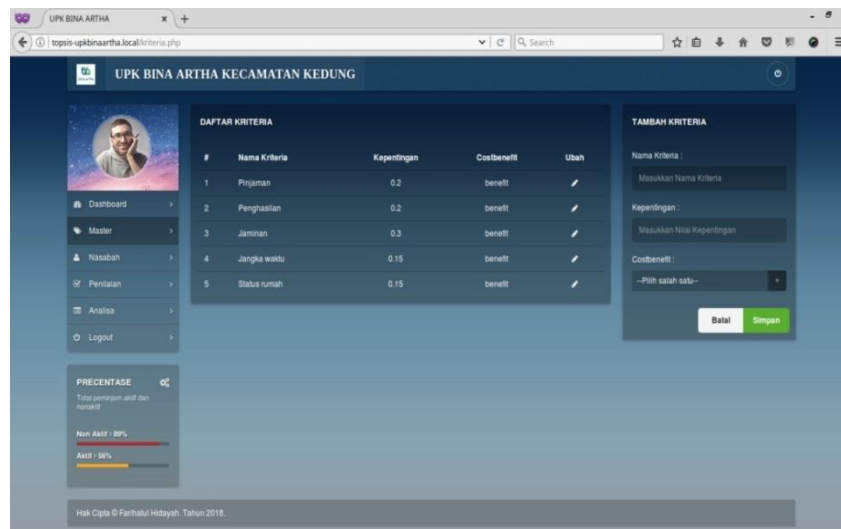 UPK BINA ARTHA
topsis-upkbinaartha.local/kriteria.php
Search
UPK BINA ARTHA KECAMATAN KEDUNG
Dashboard
Master
Nasabah
Penilaian
Analisa
Logout
PRECENTASE
Total peminjam aktif dan
nonaktif
Non Aktif : 89%
Aktif : 56%
DAFTAR KRITERIA
# Nama Kriteria Kepentingan Costbenefit Ubah
1 Pinjaman 0.2 benefit
2 Penghasilan 0.2 benefit
3 Jaminan 0.3 benefit
4 Jangka waktu 0.15 benefit
5 Status rumah 0.15 benefit
TAMBAH KRITERIA
Nama Kriteria :
Masukkan Nama Kriteria
Kepentingan :
Masukkan Nilai Kepentingan
Costbenefit :
--Pilih salah satu--
Batal Simpan
Hak Cipta © Farihatul Hidayah. Tahun 2018.